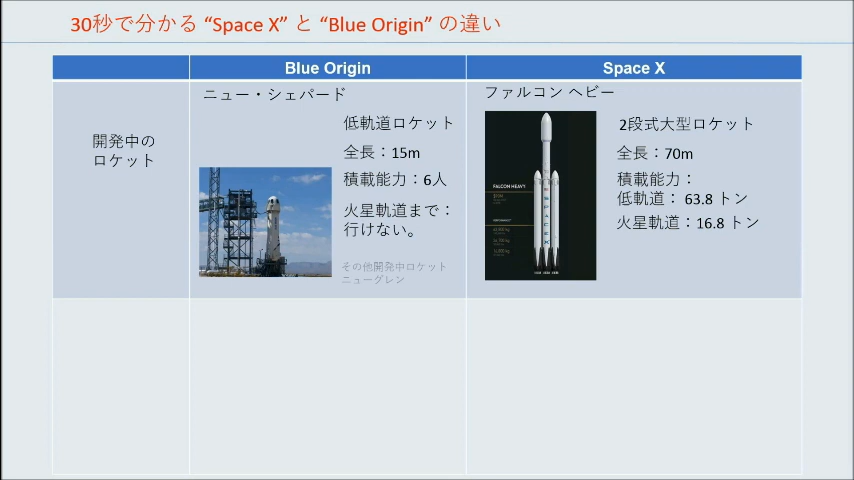 30秒で分かる “Space X” と “Blue Origin” の違い
Blue Origin
Space X
開発中の
ロケット
ニュー・シェパード
低軌道ロケット
全長：15m
積載能力：6人
火星軌道まで：
行けない。
その他開発中ロケット
ニューグレン
ファルコン ヘビー
FALCON HEAVY
SPACEX
2段式大型ロケット
全長：70m
積載能力：
低軌道： 63.8 トン
火星軌道：16.8 トン